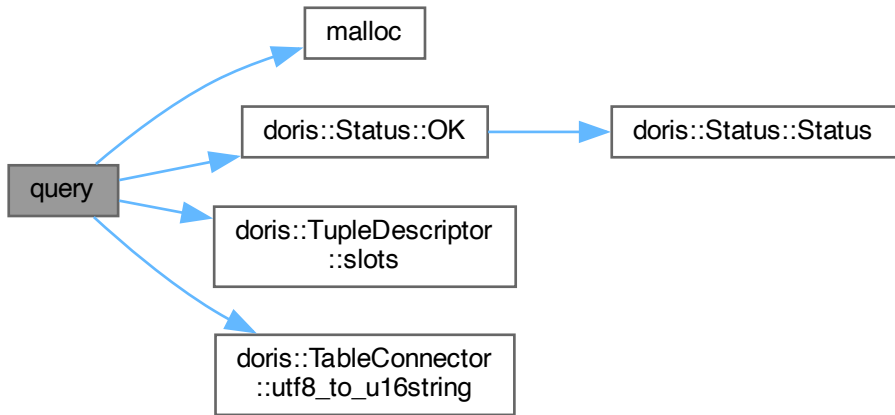 malloc
doris::Status::OK
doris::Status::Status
query
doris::TupleDescriptor
::slots
doris::TableConnector
::utf8_to_u16string